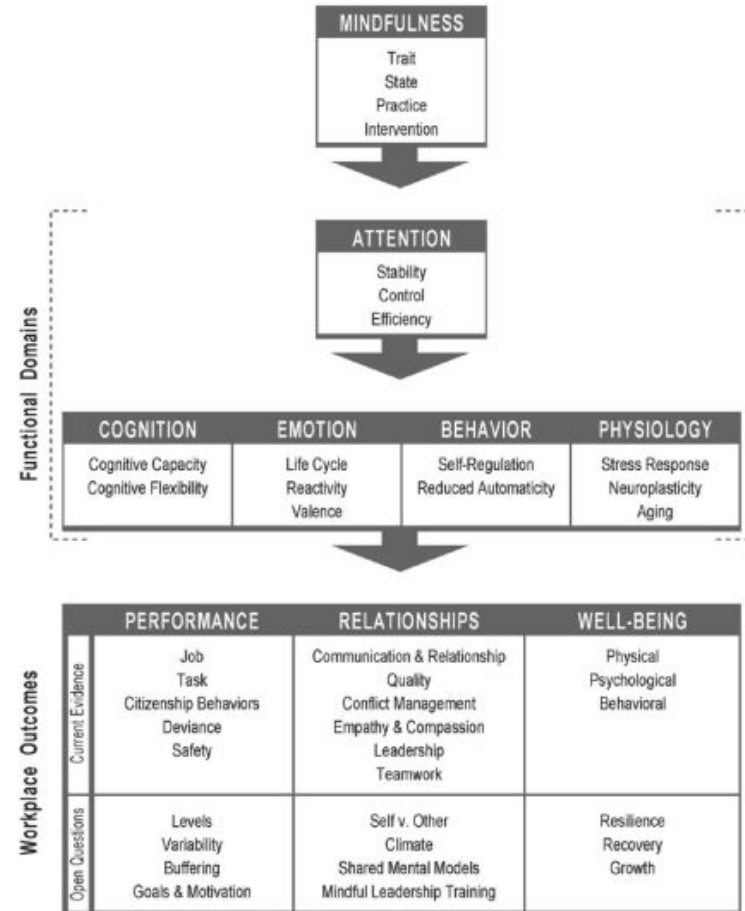 MINDFULNESS
Trait
State
Practice
Intervention
Functional Domains
ATTENTION
Stability
Control
Efficiency
COGNITION
Cognitive Capacity
Cognitive Flexibility
EMOTION
Life Cycle
Reactivity
Valence
BEHAVIOR
Self-Regulation
Reduced Automaticity
PHYSIOLOGY
Stress Response
Neuroplasticity
Aging
Workplace Outcomes
PERFORMANCE
RELATIONSHIPS
WELL-BEING
Current Evidence
Job
Task
Citizenship Behaviors
Deviance
Safety
Communication & Relationship
Quality
Conflict Management
Empathy & Compassion
Leadership
Teamwork
Physical
Psychological
Behavioral
Open Questions
Levels
Variability
Buffering
Goals & Motivation
Self v. Other
Climate
Shared Mental Models
Mindful Leadership Training
Resilience
Recovery
Growth